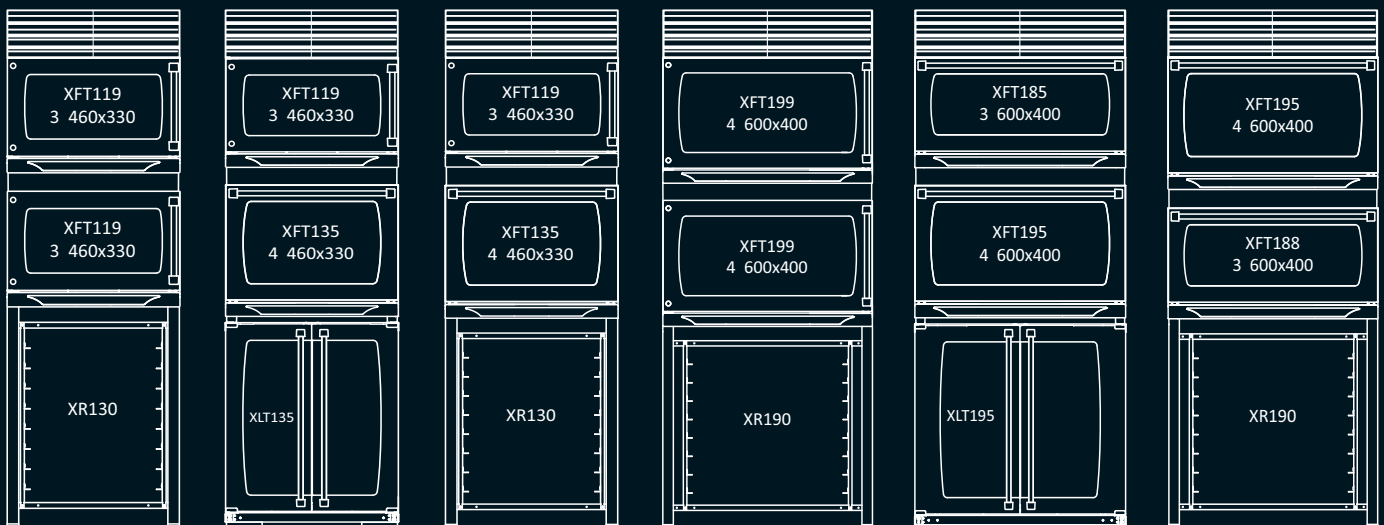 XFT119
3 460x330
XFT119
3 460x330
XR130
XFT119
3 460x330
XFT135
4 460x330
XLT135
XFT119
3 460x330
XFT135
4 460x330
XR130
XFT199
4 600x400
XFT199
4 600x400
XR190
XFT185
3 600x400
XFT195
4 600x400
XLT195
XFT195
4 600x400
XFT188
3 600x400
XR190